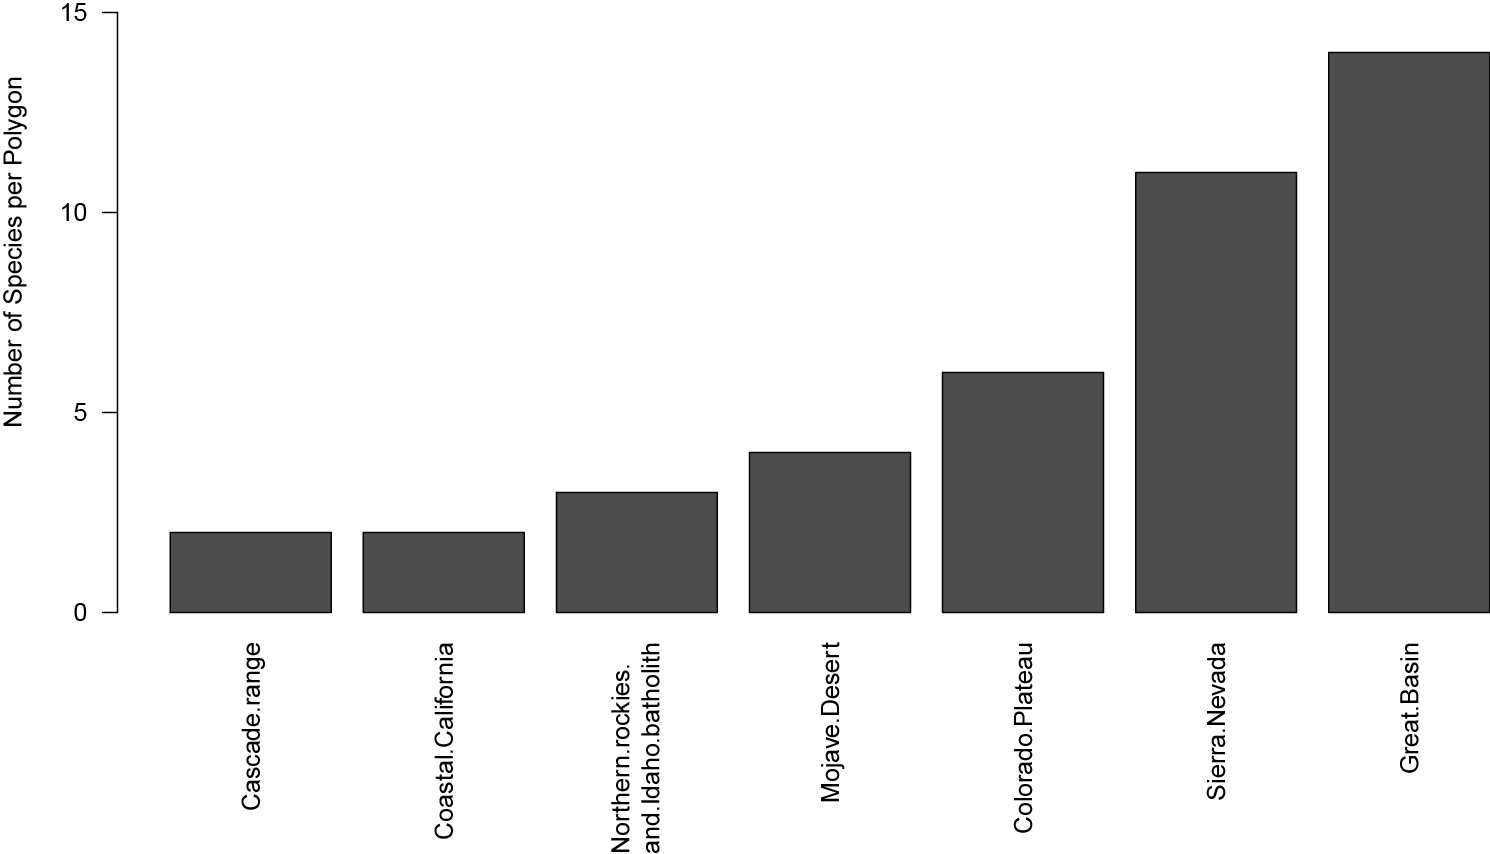 Number of Species per Polygon
15
10
5
0
Cascade.range
Coastal.California
Northern.rockies.
and.Idaho.batholith
Mojave.Desert
Colorado.Plateau
Sierra.Nevada
Great.Basin